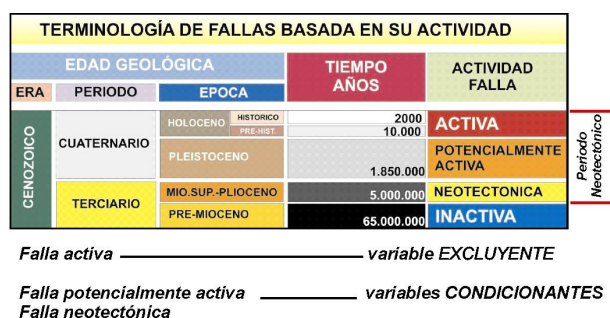 TERMINOLOGÍA DE FALLAS BASADA EN SU ACTIVIDAD
EDAD GEOLÓGICA
TIEMPO AÑOS
ACTIVIDAD FALLA
ERA PERIODO EPOCA
CENOZOICO
CUATERNARIO
HOLOCENO HISTORICO 2000 ACTIVA
PRE-HIST. 10.000
PLEISTOCENO 1.850.000 POTENCIALMENTE ACTIVA
TERCIARIO
MIO.SUP.-PLIOCENO 5.000.000 NEOTECTONICA
PRE-MIOCENO 65.000.000 INACTIVA
Periodo
Neotectónico
Falla activa variable EXCLUYENTE
Falla potencialmente activa variables CONDICIONANTES
Falla neotectónica